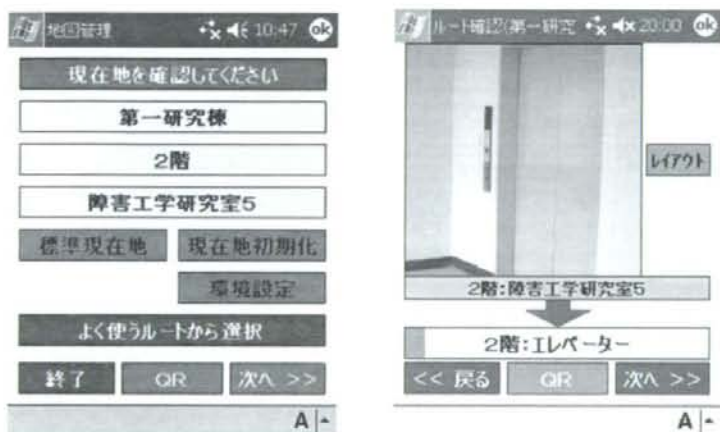 地図管理 10:47 ok
現在地を確認してください
第一研究棟
2階
障害工学研究室5
標準現在地 現在地初期化
環境設定
よく使うルートから選択
終了 QR 次へ >>
A
ルート確認(第一研究 20:00 ok
レイアウト
2階:障害工学研究室5
2階:エレベーター
<< 戻る QR 次へ >>
A